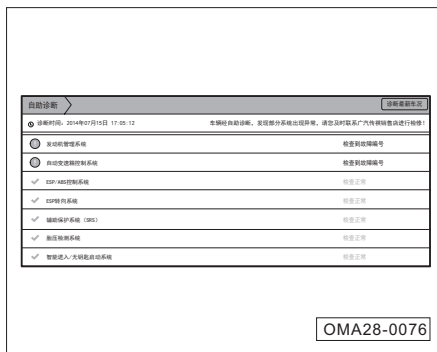 自助诊断
诊断最新车况
诊断时间：2014年07月15日 17:05:12
车辆经自助诊断，发现部分系统出现异常，请您及时联系广汽传祺销售店进行检修！
发动机管理系统 检查到故障编号
自动变速箱控制系统 检查到故障编号
ESP/ABS控制系统 检查正常
ESP转向系统 检查正常
辅助保护系统（SRS） 检查正常
胎压检测系统 检查正常
智能进入/无钥匙启动系统 检查正常
OMA28-0076